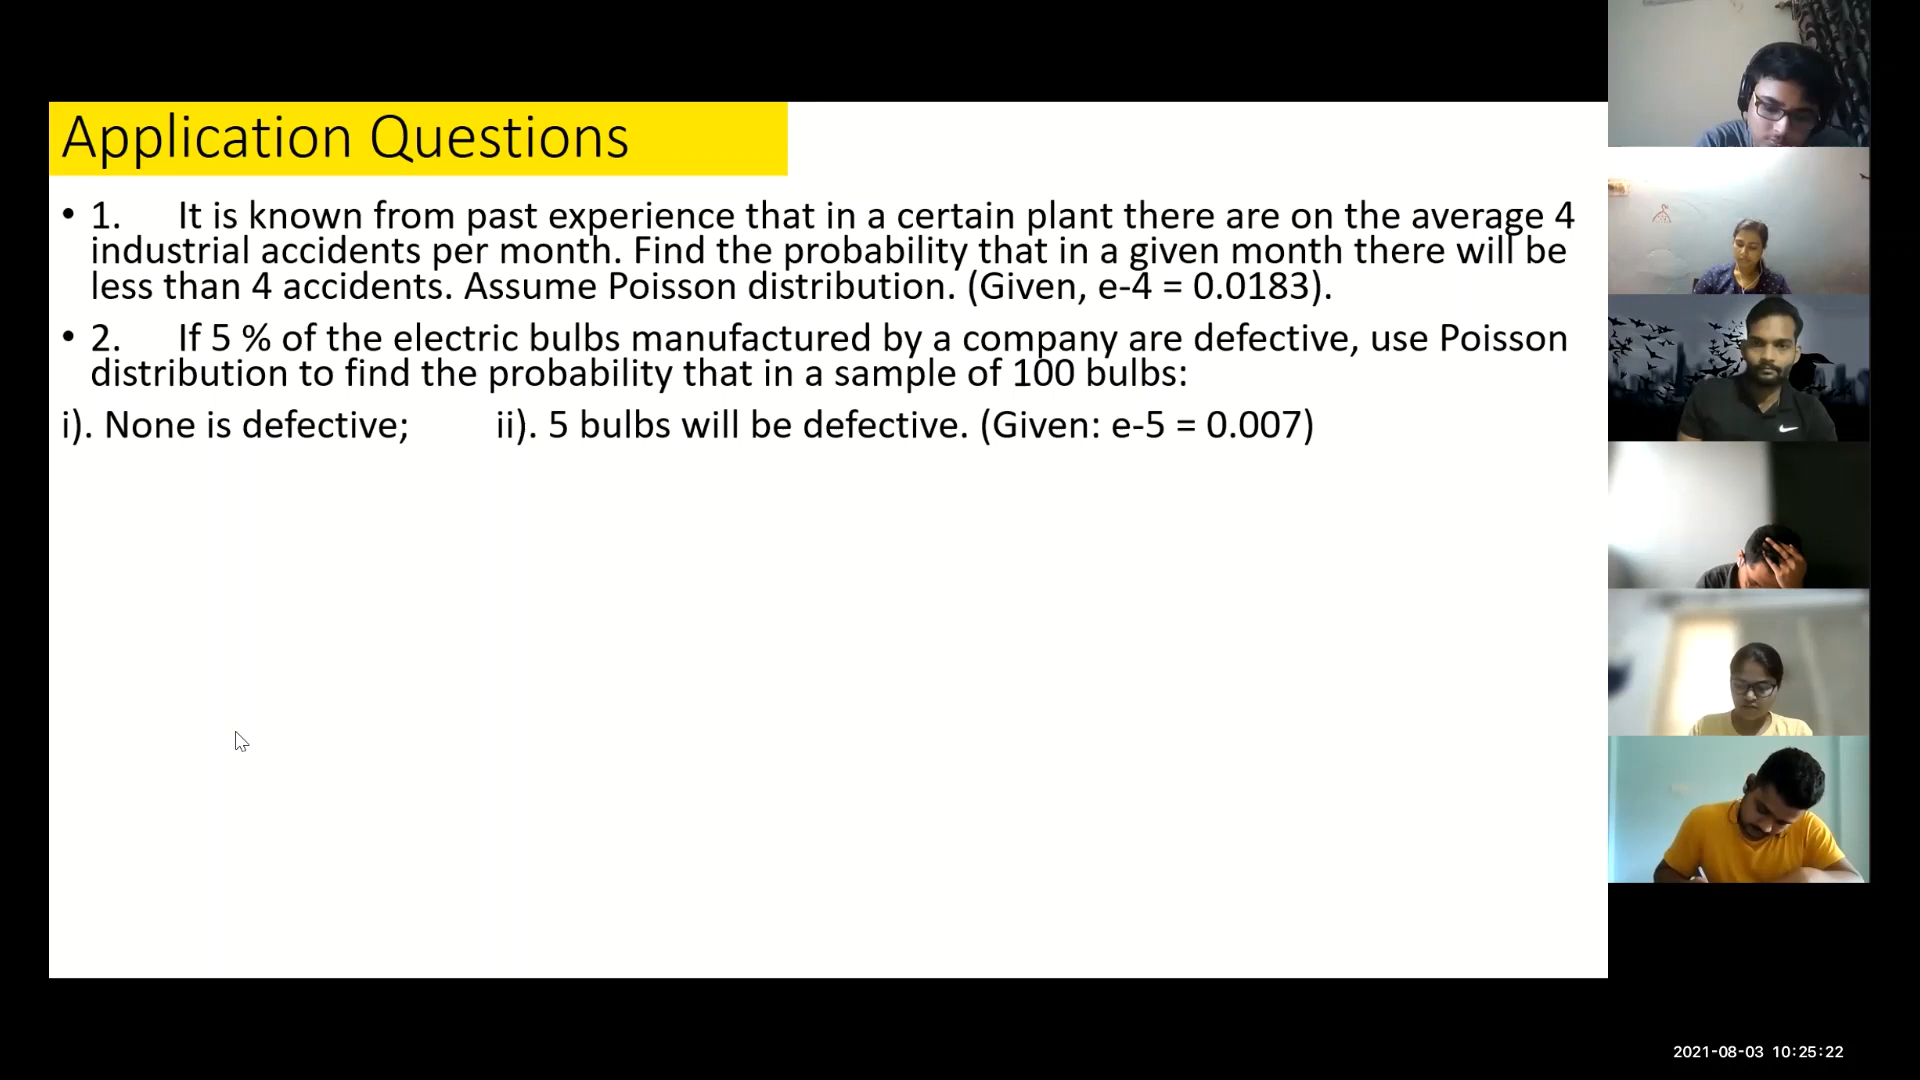 Application Questions
• 1. It is known from past experience that in a certain plant there are on the average 4
industrial accidents per month. Find the probability that in a given month there will be
less than 4 accidents. Assume Poisson distribution. (Given, e-4 = 0.0183).
• 2. If 5 % of the electric bulbs manufactured by a company are defective, use Poisson
distribution to find the probability that in a sample of 100 bulbs:
i). None is defective; ii). 5 bulbs will be defective. (Given: e-5 = 0.007)
2021-08-03 10:25:22